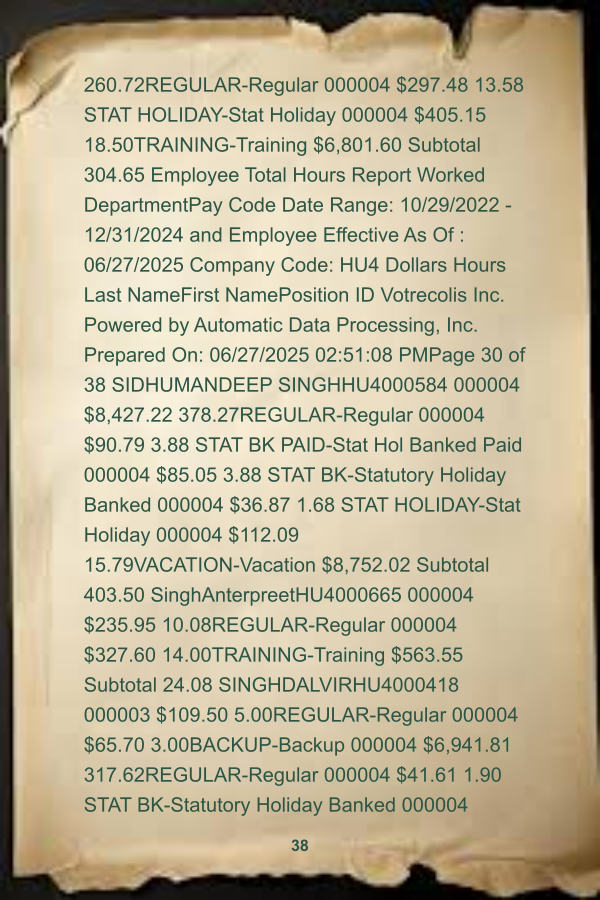 260.72REGULAR-Regular 000004 $297.48 13.58
STAT HOLIDAY-Stat Holiday 000004 $405.15
18.50TRAINING-Training $6,801.60 Subtotal
304.65 Employee Total Hours Report Worked
DepartmentPay Code Date Range: 10/29/2022 -
12/31/2024 and Employee Effective As Of :
06/27/2025 Company Code: HU4 Dollars Hours
Last NameFirst NamePosition ID Votrecolis Inc.
Powered by Automatic Data Processing, Inc.
Prepared On: 06/27/2025 02:51:08 PMPage 30 of
38 SIDHUMANDEEP SINGHHU4000584 000004
$8,427.22 378.27REGULAR-Regular 000004
$90.79 3.88 STAT BK PAID-Stat Hol Banked Paid
000004 $85.05 3.88 STAT BK-Statutory Holiday
Banked 000004 $36.87 1.68 STAT HOLIDAY-Stat
Holiday 000004 $112.09
15.79VACATION-Vacation $8,752.02 Subtotal
403.50 SinghAnterpreetHU4000665 000004
$235.95 10.08REGULAR-Regular 000004
$327.60 14.00TRAINING-Training $563.55
Subtotal 24.08 SINGHDALVIRHU4000418
000003 $109.50 5.00REGULAR-Regular 000004
$65.70 3.00BACKUP-Backup 000004 $6,941.81
317.62REGULAR-Regular 000004 $41.61 1.90
STAT BK-Statutory Holiday Banked 000004
38